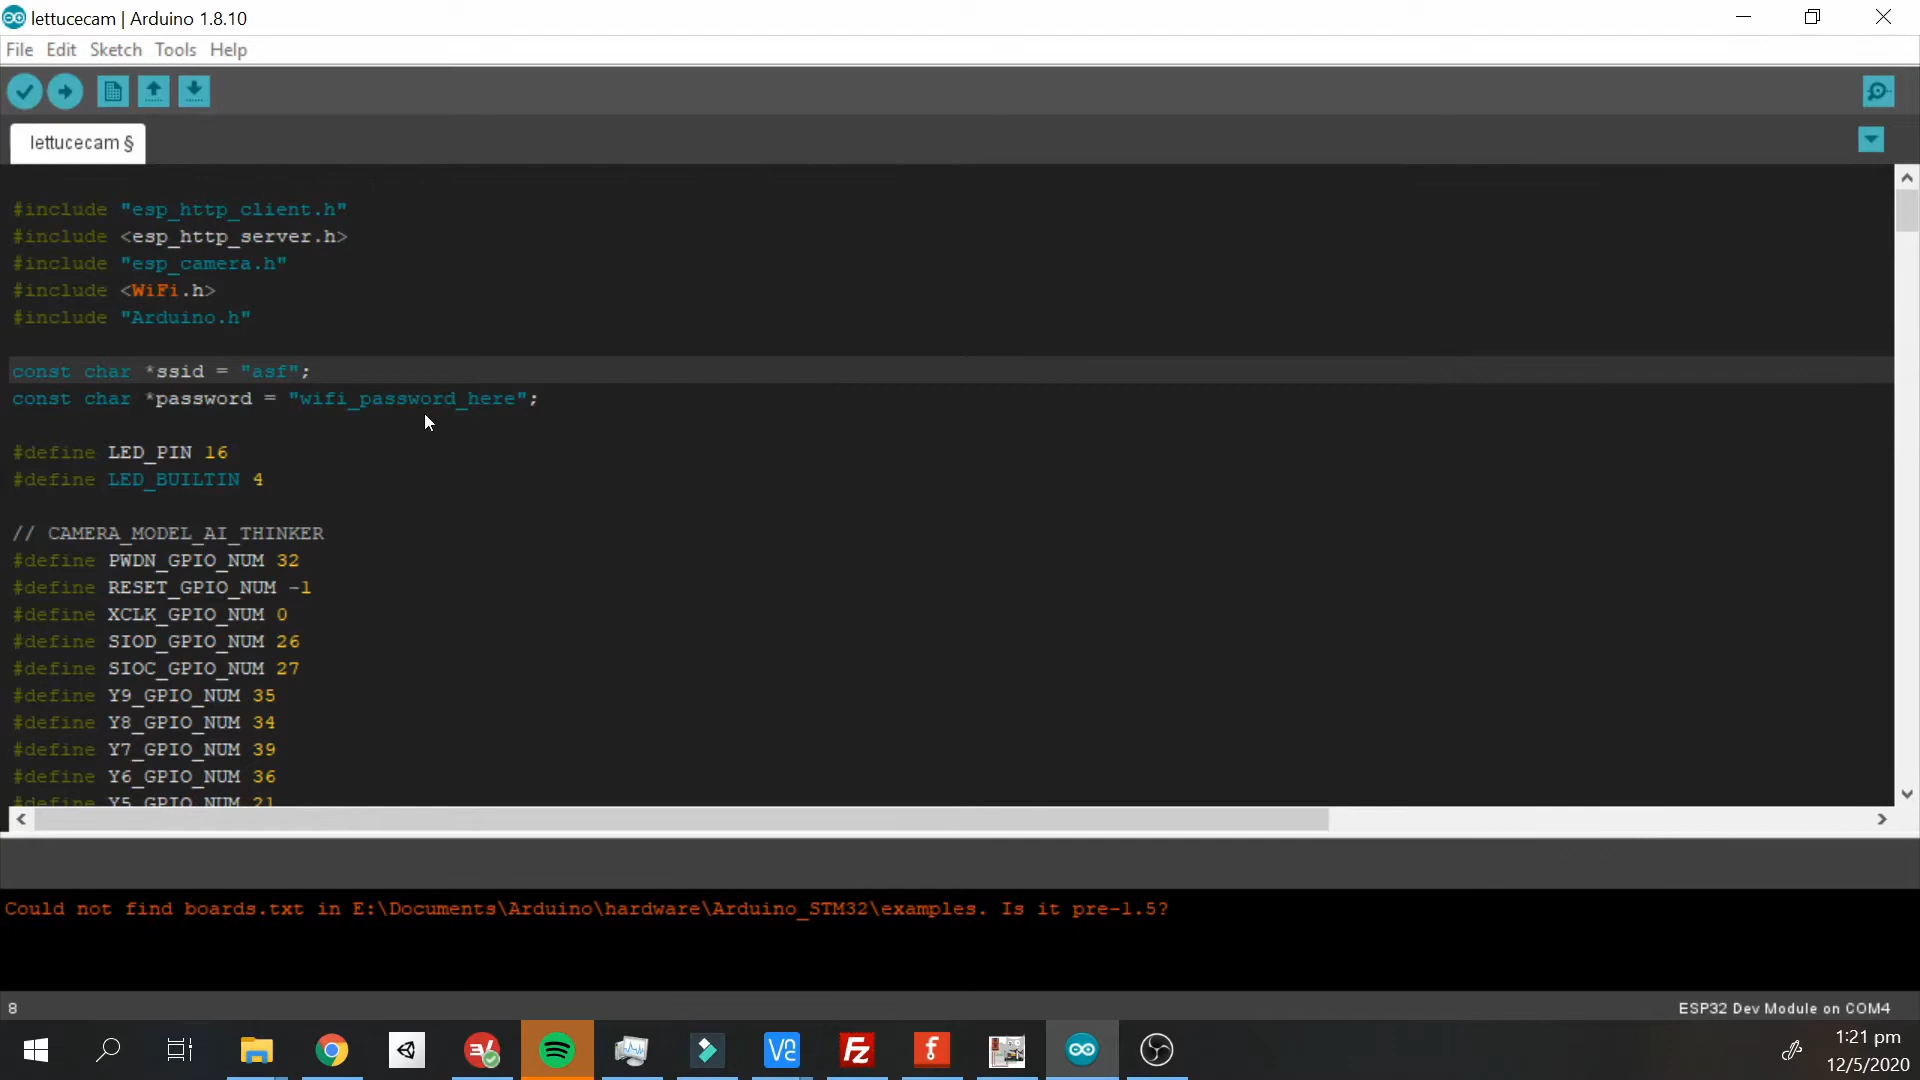 lettucecam | Arduino 1.8.10
File Edit Sketch Tools Help
lettucecam §
#include "esp_http_client.h"
#include <esp_http_server.h>
#include "esp_camera.h"
#include <WiFi.h>
#include "Arduino.h"
const char *ssid = "asf";
const char *password = "wifi_password_here";
#define LED_PIN 16
#define LED_BUILTIN 4
// CAMERA_MODEL_AI_THINKER
#define PWDN_GPIO_NUM 32
#define RESET_GPIO_NUM -1
#define XCLK_GPIO_NUM 0
#define SIOD_GPIO_NUM 26
#define SIOC_GPIO_NUM 27
#define Y9_GPIO_NUM 35
#define Y8_GPIO_NUM 34
#define Y7_GPIO_NUM 39
#define Y6_GPIO_NUM 36
#define Y5_GPIO_NUM 21
Could not find boards.txt in E:\Documents\Arduino\hardware\Arduino_STM32\examples. Is it pre-1.5?
8
ESP32 Dev Module on COM4
1:21 pm
12/5/2020